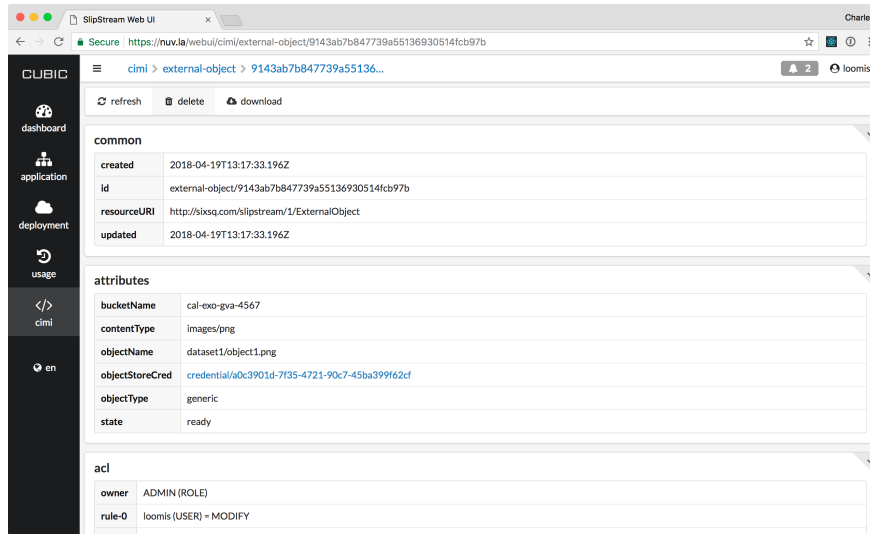 SlipStream Web UI
Charle
Secure https://nuv.la/webui/cimi/external-object/9143ab7b847739a55136930514fcb97b
CUBIC
cimi > external-object > 9143ab7b847739a55136...
2
loomis
refresh delete download
dashboard
application
deployment
usage
cimi
en
common
created 2018-04-19T13:17:33.196Z
id external-object/9143ab7b847739a55136930514fcb97b
resourceURI http://sixsq.com/slipstream/1/ExternalObject
updated 2018-04-19T13:17:33.196Z
attributes
bucketName cal-exo-gva-4567
contentType images/png
objectName dataset1/object1.png
objectStoreCred credential/a0c3901d-7f35-4721-90c7-45ba399f62cf
objectType generic
state ready
acl
owner ADMIN (ROLE)
rule-0 loomis (USER) = MODIFY